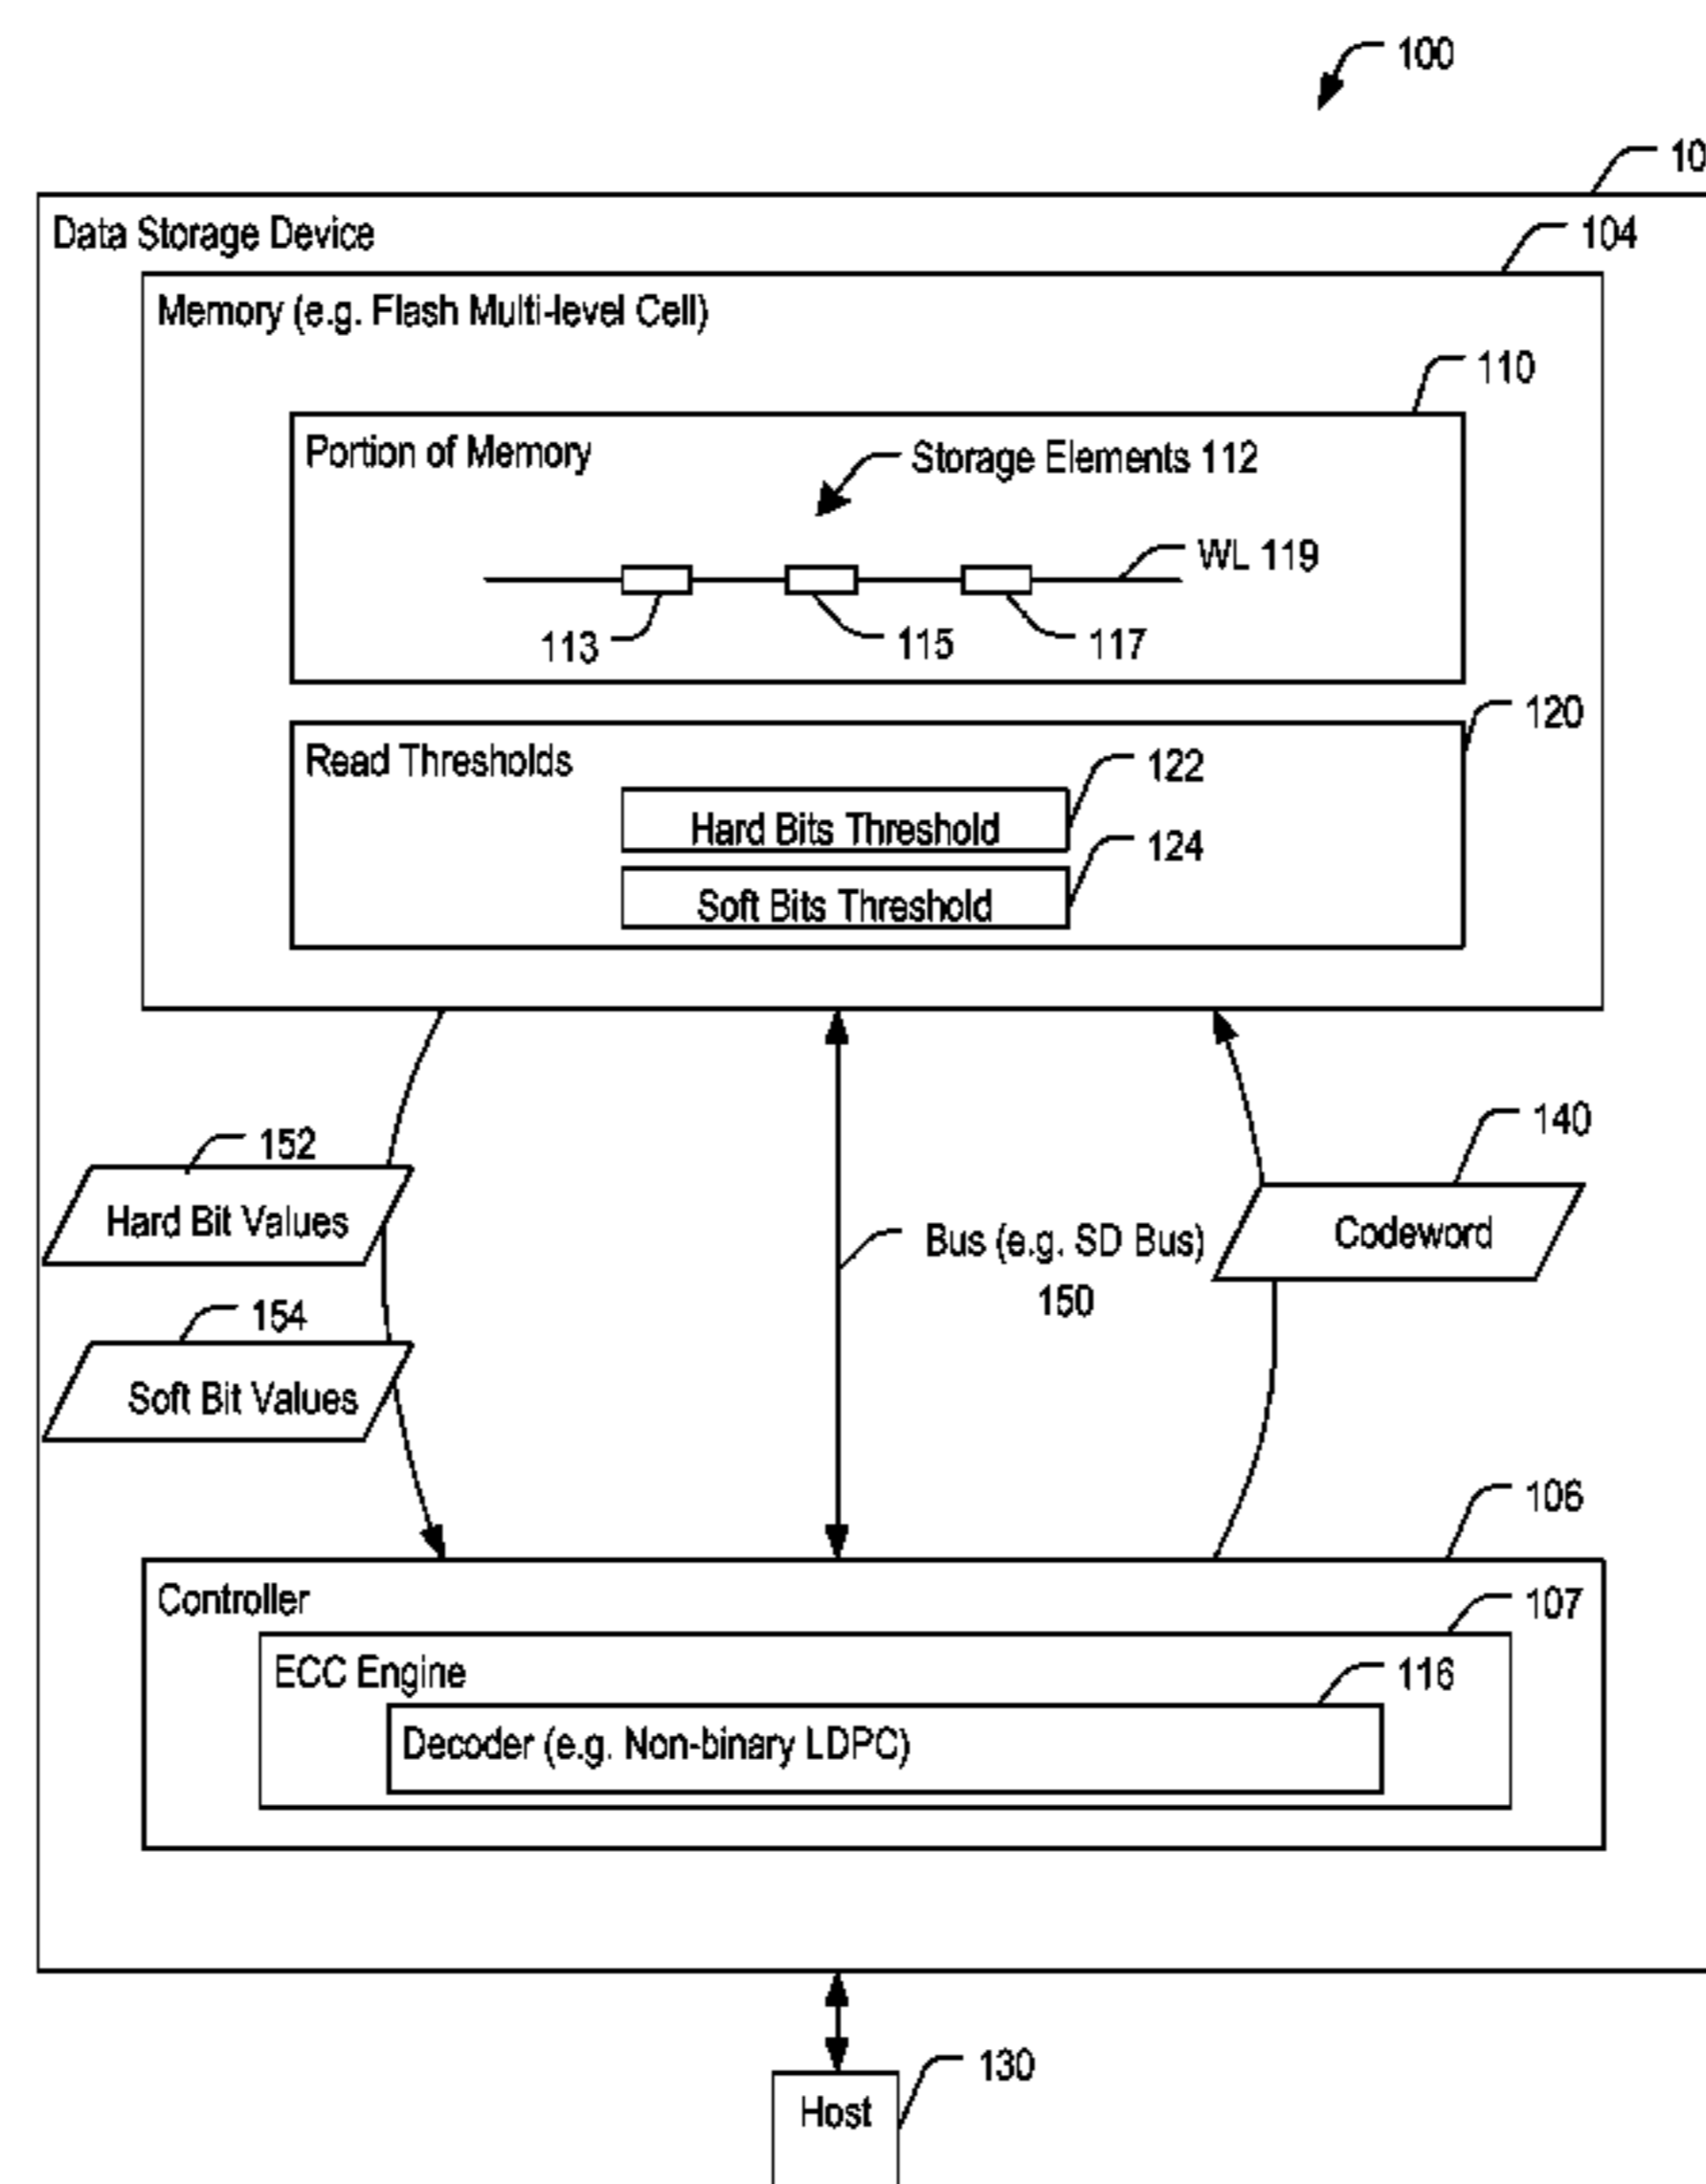 100
10
Data Storage Device
104
Memory (e.g. Flash Multi-level Cell)
110
Portion of Memory
Storage Elements 112
WL 119
113
115
117
120
Read Thresholds
122
Hard Bits Threshold
124
Soft Bits Threshold
152
Hard Bit Values
140
Codeword
Bus (e.g. SD Bus)
150
154
Soft Bit Values
106
Controller
107
ECC Engine
116
Decoder (e.g. Non-binary LDPC)
130
Host